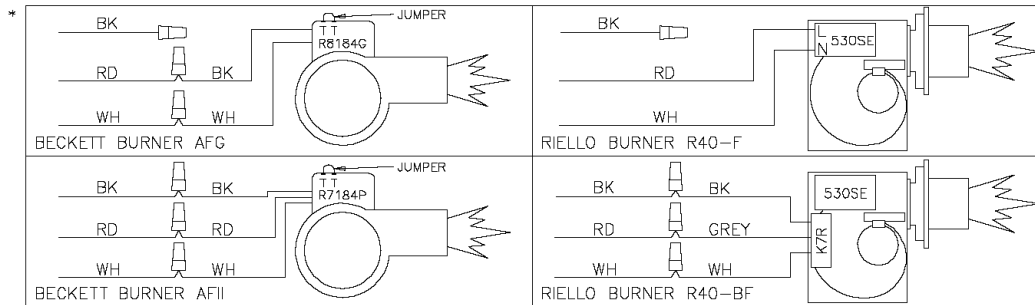 *
BK
JUMPER
T T
R8184G
RD BK
WH WH
BECKETT BURNER AFG
BK
L
N
530SE
RD
WH
RIELLO BURNER R40-F
BK BK
JUMPER
T T
R7184P
RD RD
WH WH
BECKETT BURNER AFII
BK BK
530SE
RD GREY
K7R
WH WH
RIELLO BURNER R40-BF